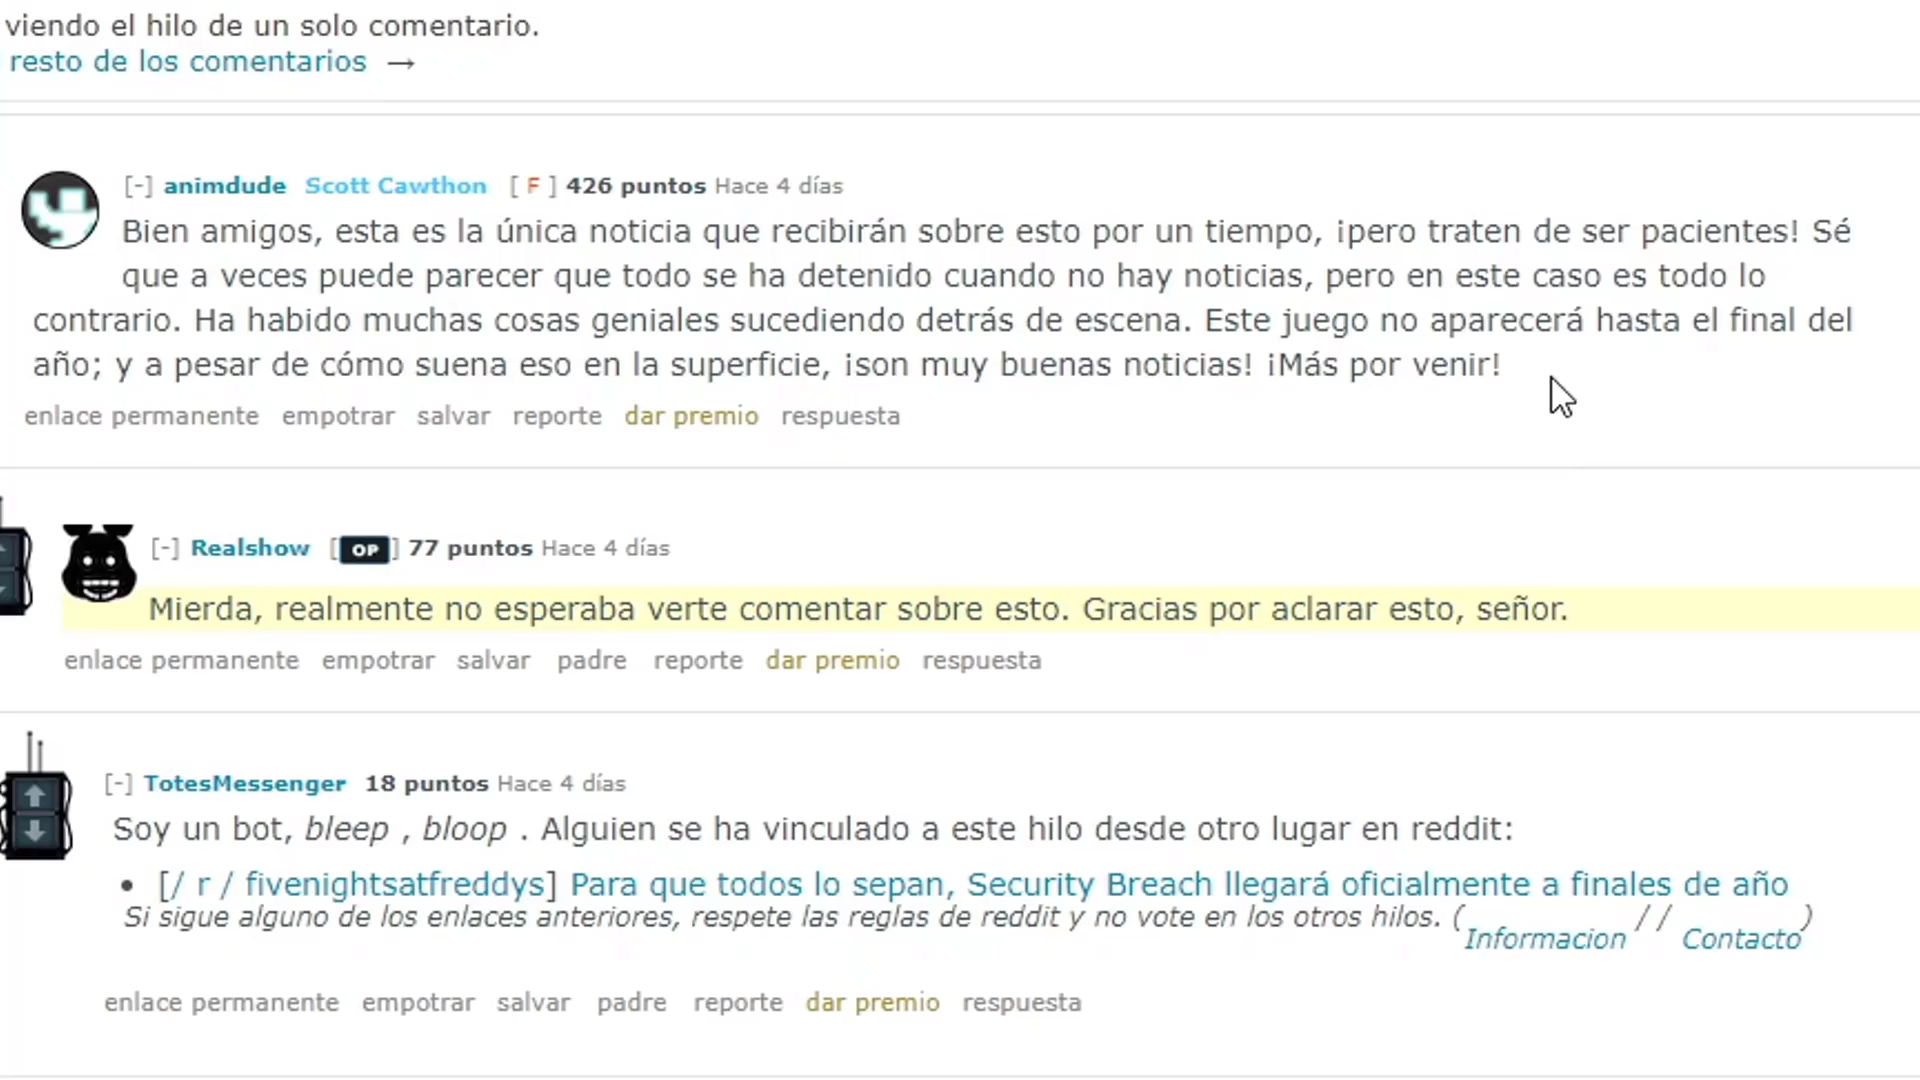 viendo el hilo de un solo comentario.
resto de los comentarios →
[-] animdude Scott Cawthon [ F ] 426 puntos Hace 4 días
Bien amigos, esta es la única noticia que recibirán sobre esto por un tiempo, ¡pero traten de ser pacientes! Sé
que a veces puede parecer que todo se ha detenido cuando no hay noticias, pero en este caso es todo lo
contrario. Ha habido muchas cosas geniales sucediendo detrás de escena. Este juego no aparecerá hasta el final del
año; y a pesar de cómo suena eso en la superficie, ¡son muy buenas noticias! ¡Más por venir!
enlace permanente empotrar salvar reporte dar premio respuesta
[-] Realshow [OP] 77 puntos Hace 4 días
Mierda, realmente no esperaba verte comentar sobre esto. Gracias por aclarar esto, señor.
enlace permanente empotrar salvar padre reporte dar premio respuesta
[-] TotesMessenger 18 puntos Hace 4 días
Soy un bot, bleep , bloop . Alguien se ha vinculado a este hilo desde otro lugar en reddit:
• [/ r / fivenightsatfreddys] Para que todos lo sepan, Security Breach llegará oficialmente a finales de año
Si sigue alguno de los enlaces anteriores, respete las reglas de reddit y no vote en los otros hilos. (Informacion / / Contacto)
enlace permanente empotrar salvar padre reporte dar premio respuesta